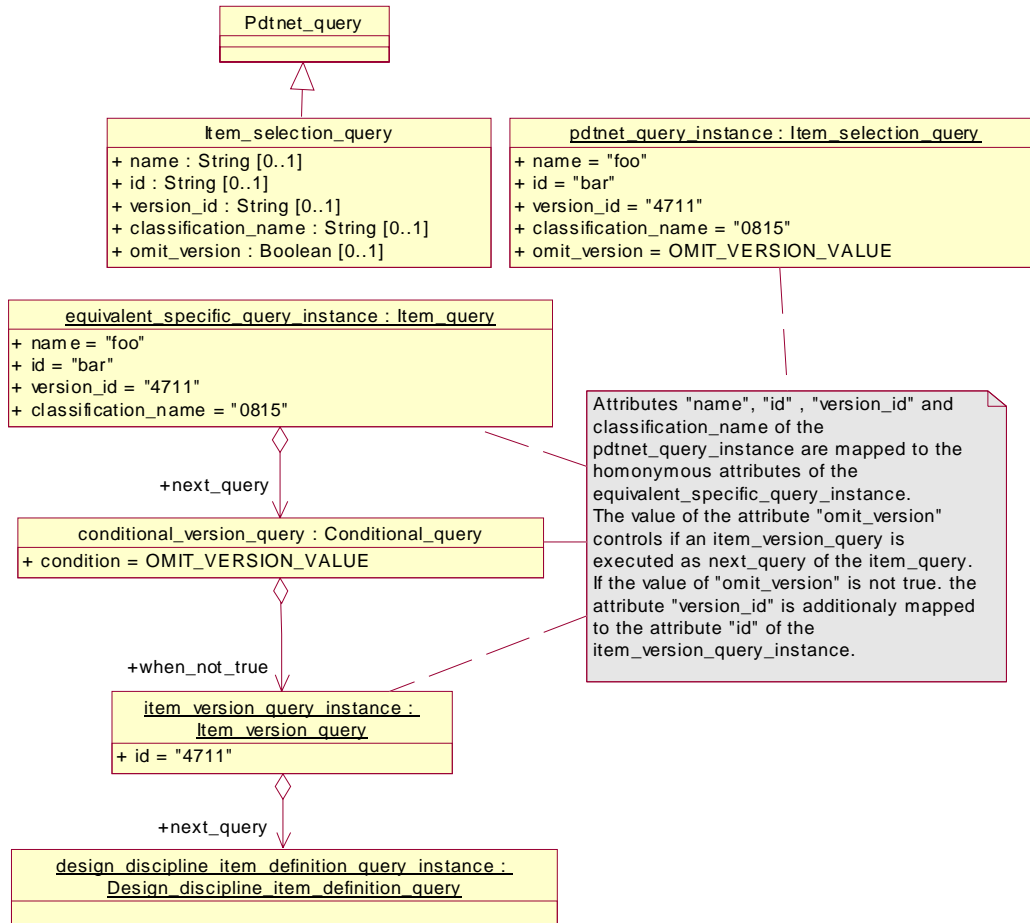 Pdtnet_query
Item_selection_query
+ name : String [0..1]
+ id : String [0..1]
+ version_id : String [0..1]
+ classification_name : String [0..1]
+ omit_version : Boolean [0..1]
pdtnet_query_instance : Item_selection_query
+ name = "foo"
+ id = "bar"
+ version_id = "4711"
+ classification_name = "0815"
+ omit_version = OMIT_VERSION_VALUE
equivalent_specific_query_instance : Item_query
+ name = "foo"
+ id = "bar"
+ version_id = "4711"
+ classification_name = "0815"
Attributes "name", "id" , "version_id" and
classification_name of the
pdtnet_query_instance are mapped to the
homonymous attributes of the
equivalent_specific_query_instance.
The value of the attribute "omit_version"
controls if an item_version_query is
executed as next_query of the item_query.
If the value of "omit_version" is not true. the
attribute "version_id" is additionaly mapped
to the attribute "id" of the
item_version_query_instance.
+next_query
conditional_version_query : Conditional_query
+ condition = OMIT_VERSION_VALUE
+when_not_true
item_version_query_instance :
Item_version_query
+ id = "4711"
+next_query
design_discipline_item_definition_query_instance :
Design_discipline_item_definition_query